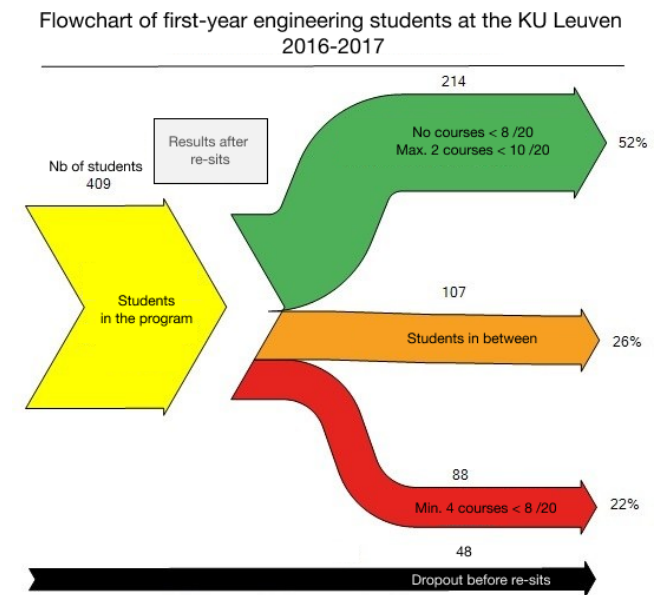 Flowchart of first-year engineering students at the KU Leuven
2016-2017
214
No courses < 8 /20
Max. 2 courses < 10 /20
52%
Results after
re-sits
Nb of students
409
Students
in the program
107
Students in between
26%
88
Min. 4 courses < 8 /20
22%
48
Dropout before re-sits